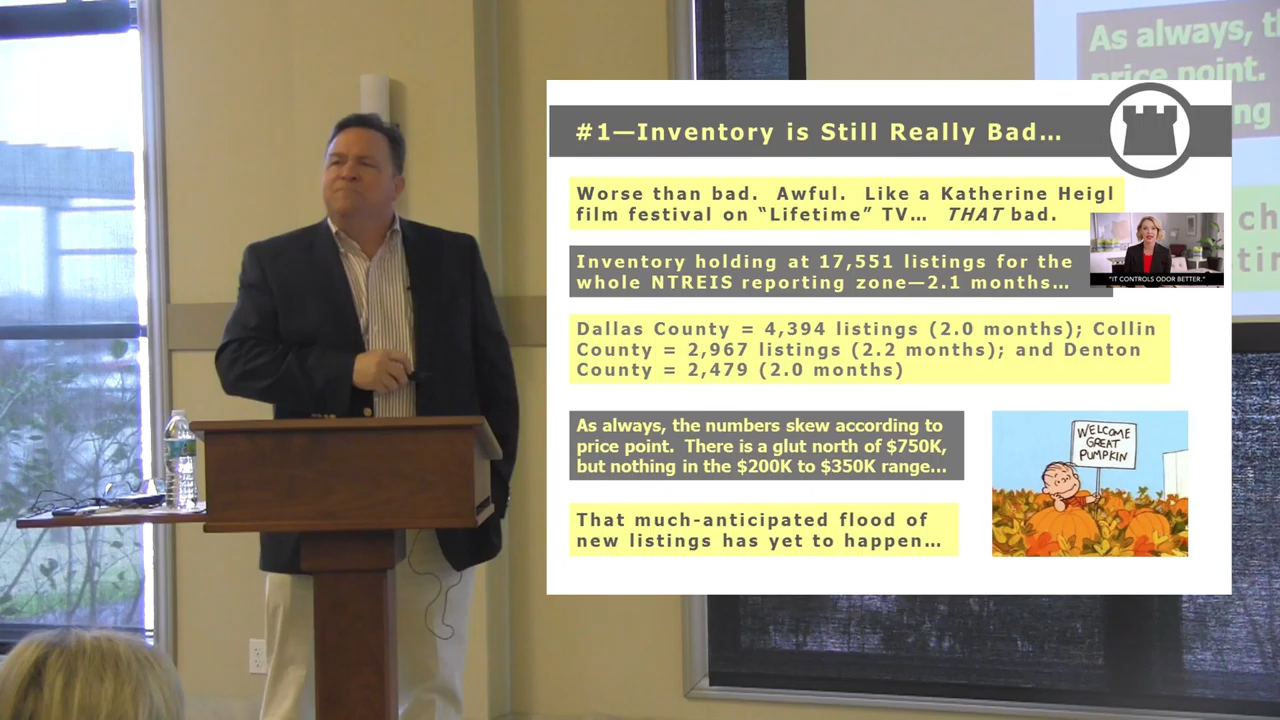 #1—Inventory is Still Really Bad…
Worse than bad.  Awful.  Like a Katherine Heigl
film festival on “Lifetime” TV…  THAT bad.
"IT CONTROLS ODOR BETTER."
Inventory holding at 17,551 listings for the
whole NTREIS reporting zone—2.1 months…
Dallas County = 4,394 listings (2.0 months); Collin
County = 2,967 listings (2.2 months); and Denton
County = 2,479 (2.0 months)
As always, the numbers skew according to
price point.  There is a glut north of $750K,
but nothing in the $200K to $350K range…
WELCOME
GREAT
PUMPKIN
That much-anticipated flood of
new listings has yet to happen…
As always,
price point.